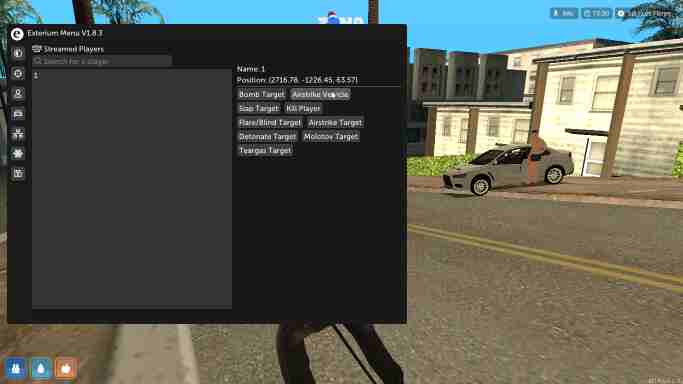 Exterium Menu V1.8.3
Streamed Players
Search for a player
1
Name: 1
Position: (2716.78, -1226.45, -63.57)
Bomb Target Airstrike Vehicle
Slap Target Kill Player
Flare/Blind Target Airstrike Target
Detonate Target Molotov Target
Teargas Target